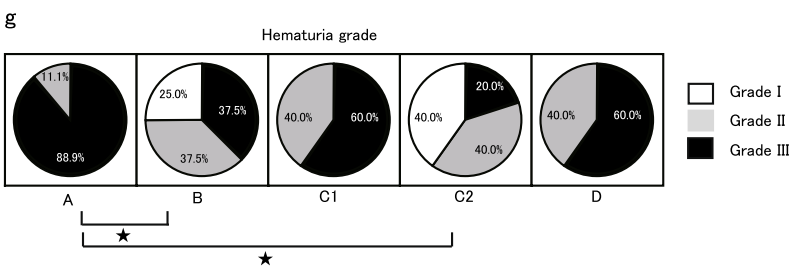 g
Hematuria grade
11.1%
88.9%
25.0%
37.5%
37.5%
40.0%
60.0%
40.0%
20.0%
40.0%
40.0%
60.0%
Grade I
Grade II
Grade III
A B C1 C2 D
★
★